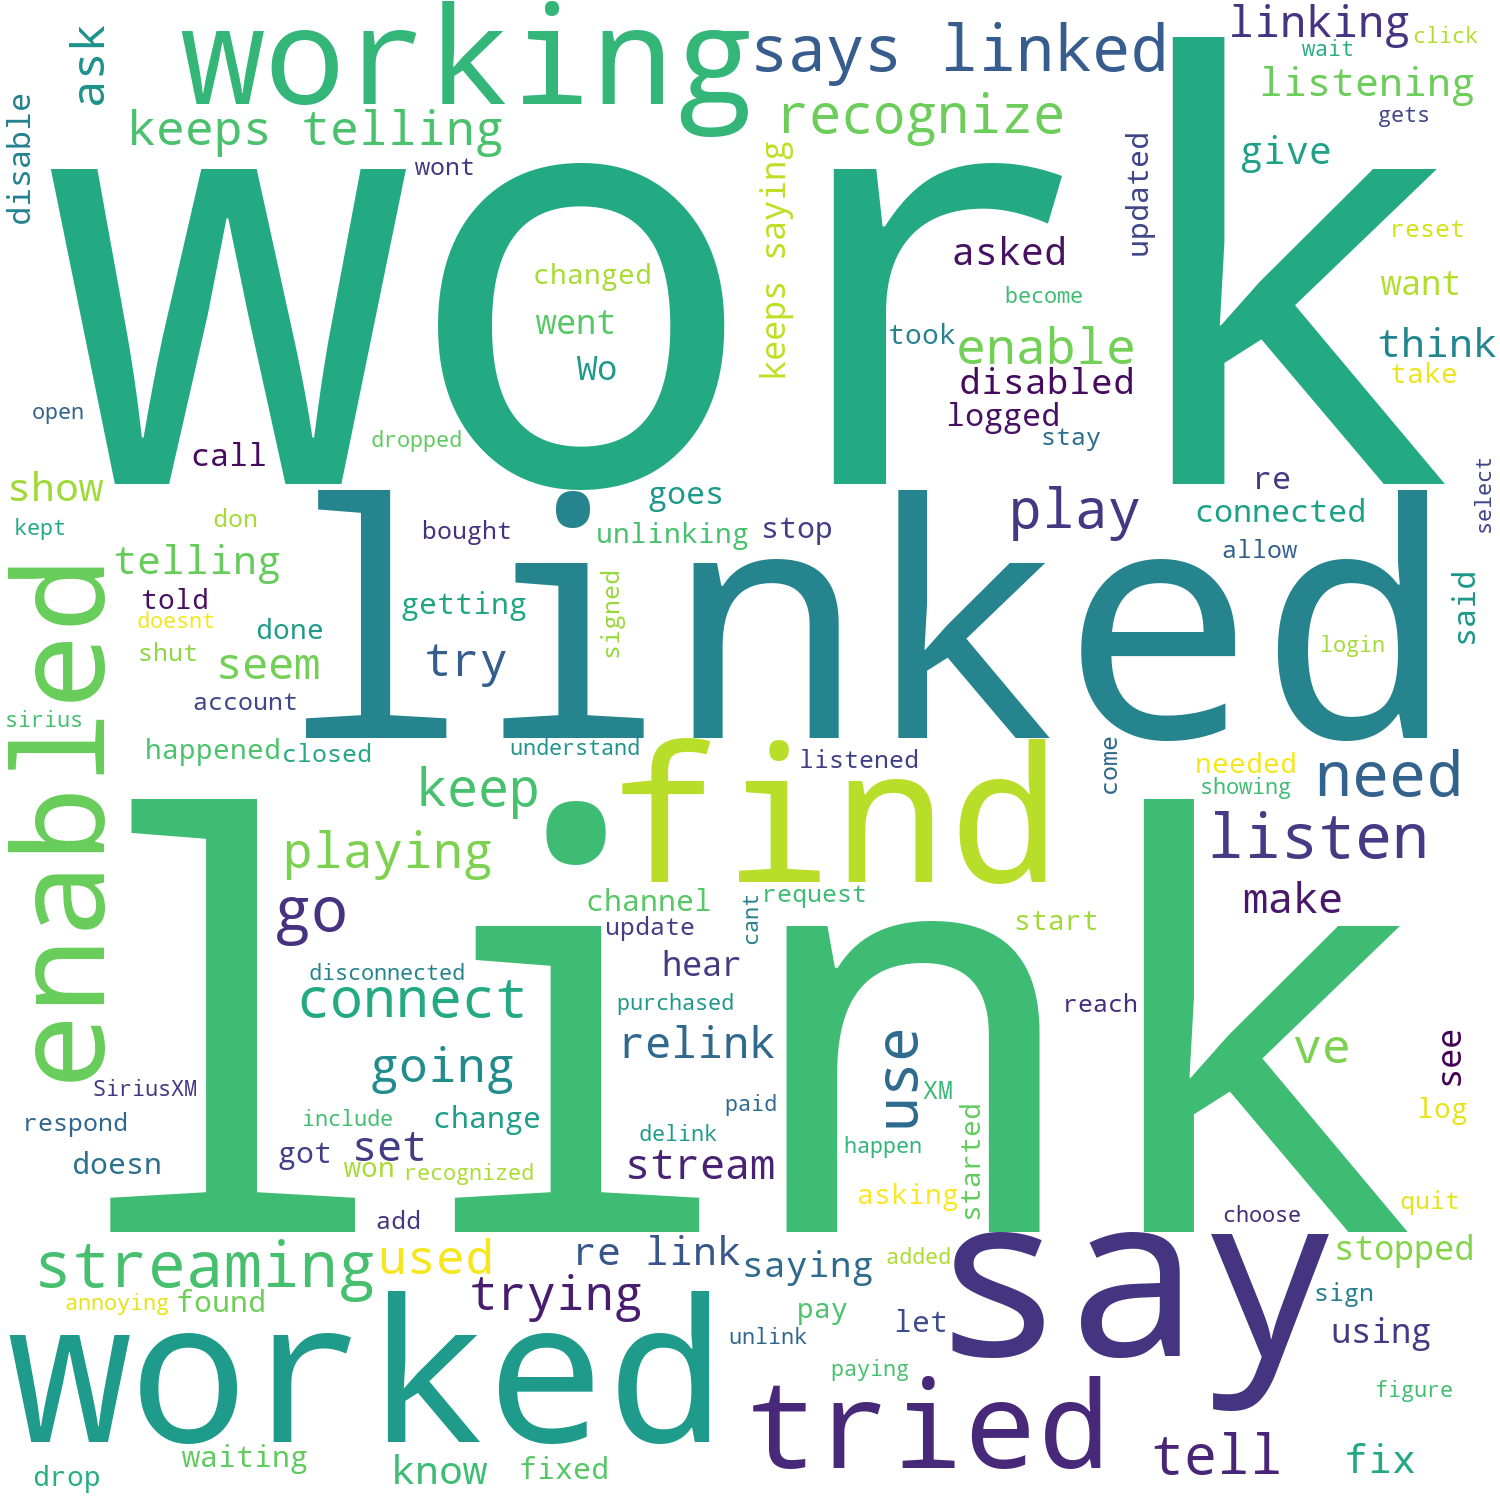 working
says linked
linking
click
ask
wait
listening
keeps telling
recognize
gets
disable
wont
keeps saying
updated
give
work
asked
reset
changed
become
want
went
took
enable
think
Wo
disabled
take
open
logged
dropped
stay
call
show
goes
play
re
select
kept
don
bought
unlinking
stop
connected
linked
allow
enabled
telling
told
getting
signed
said
doesnt
done
shut
seem
try
login
account
sirius
happened
closed
understand
listened
come
needed
find
showing
need
keep
playing
listen
link
go
channel
request
make
update
cant
start
disconnected
hear
connect
purchased
reach
relink
use
ve
see
going
SiriusXM
XM
include
change
paid
started
log
respond
delink
happen
doesn
got
set
won
recognized
stream
asking
quit
add
choose
say
streaming
used
re link
saying
added
stopped
annoying
found
trying
pay
let
sign
worked
unlink
using
paying
tried
figure
waiting
tell
drop
know
fixed
fix